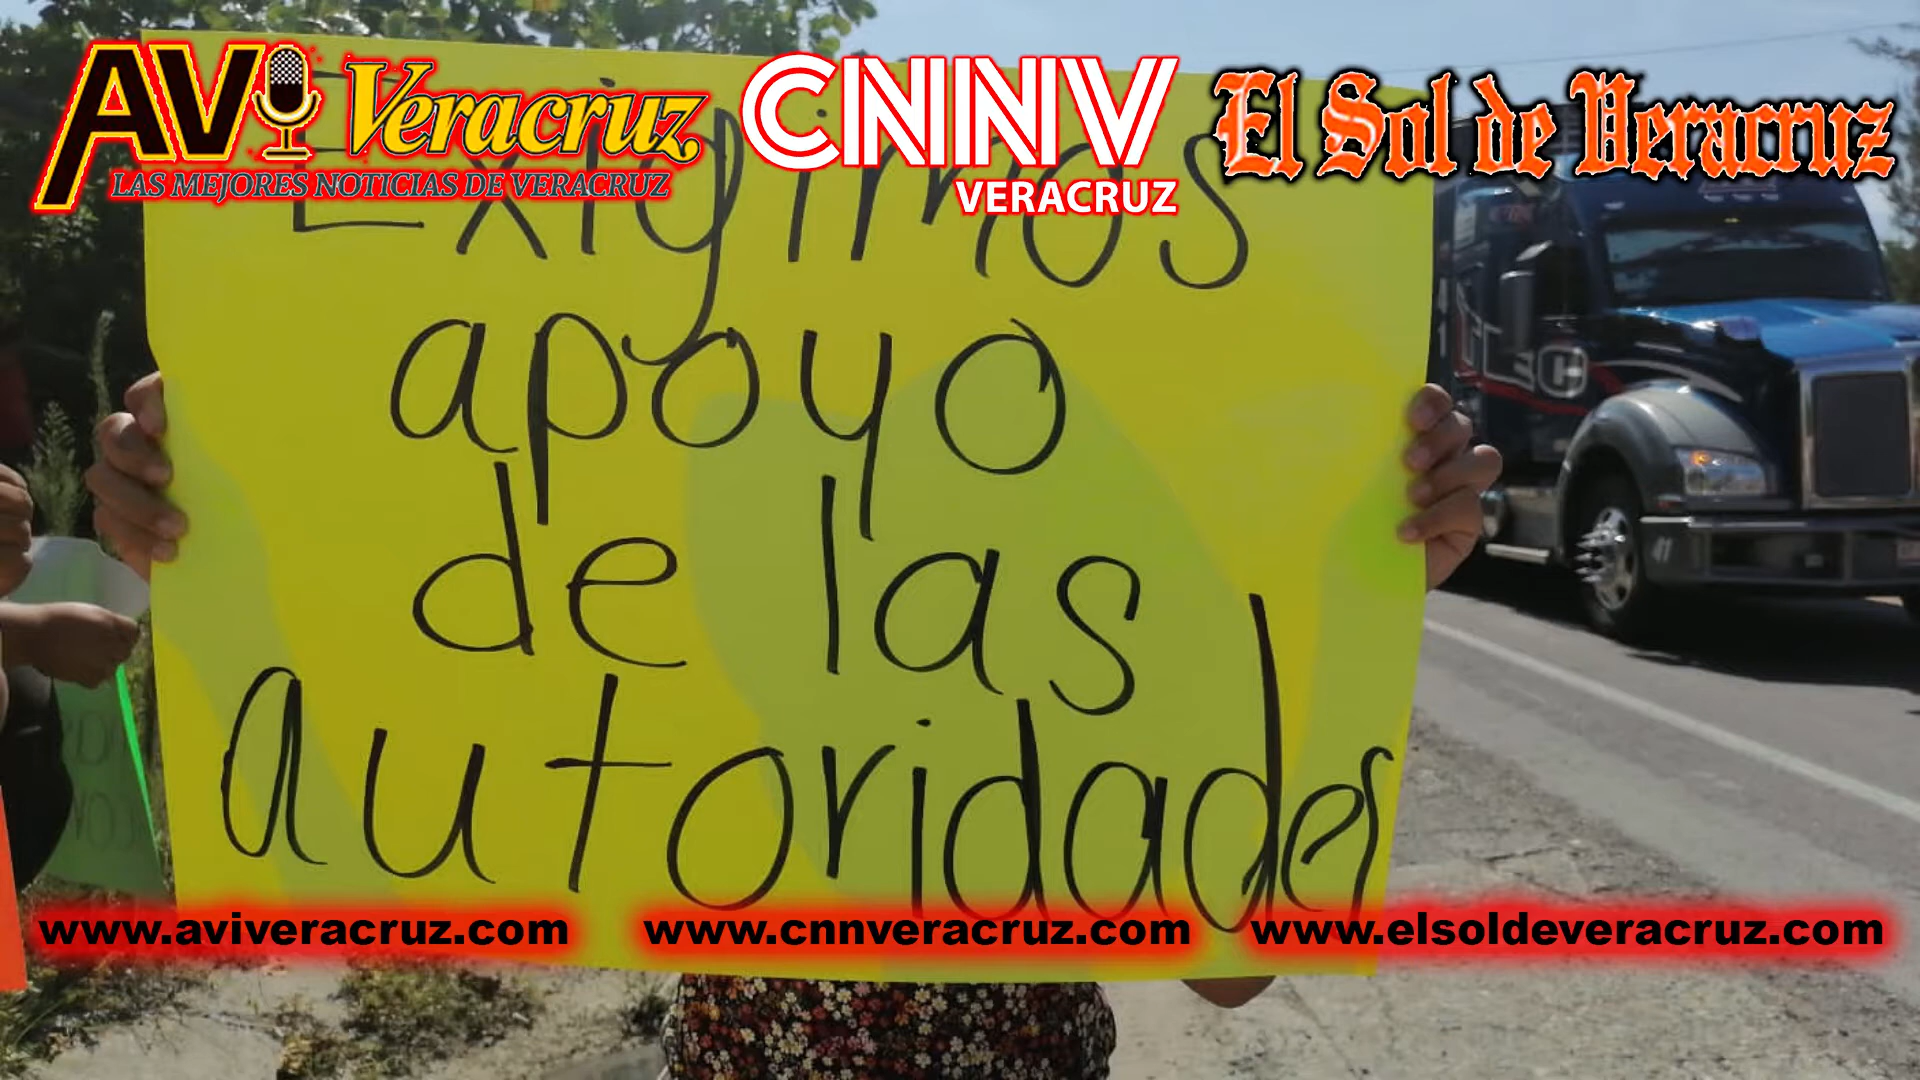 AVi Veracruz
LAS MEJORES NOTICIAS DE VERACRUZ
CNNV
VERACRUZ
El Sol de Veracruz
Exigimos
apoyo
de las
autoridades
www.aviveracruz.com
www.cnnveracruz.com
www.elsoldeveracruz.com